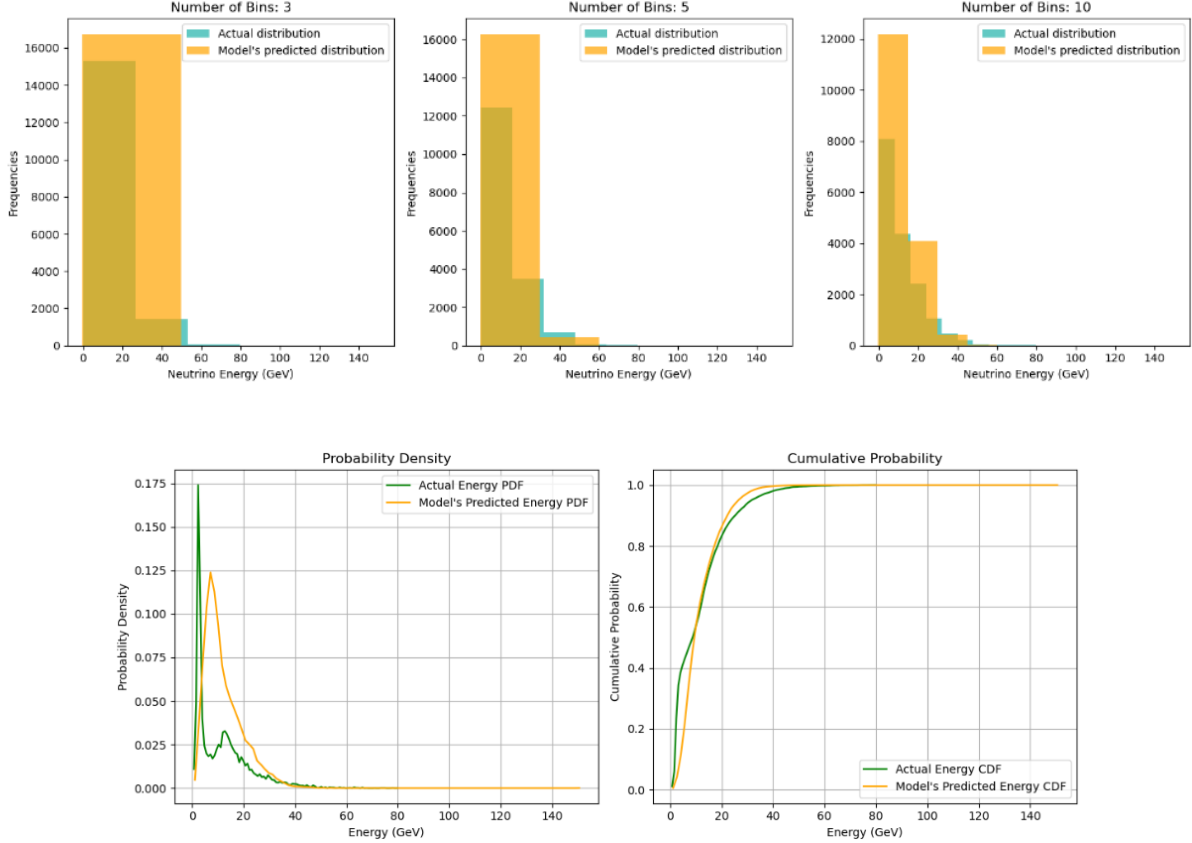 Number of Bins: 3
Actual distribution
Model's predicted distribution
16000
14000
12000
10000
8000
6000
4000
2000
0
Frequencies
0 20 40 60 80 100 120 140
Neutrino Energy (GeV)
Number of Bins: 5
Actual distribution
Model's predicted distribution
16000
14000
12000
10000
8000
6000
4000
2000
0
Frequencies
0 20 40 60 80 100 120 140
Neutrino Energy (GeV)
Number of Bins: 10
Actual distribution
Model's predicted distribution
12000
10000
8000
6000
4000
2000
0
Frequencies
0 20 40 60 80 100 120 140
Neutrino Energy (GeV)
Probability Density
Actual Energy PDF
Model's Predicted Energy PDF
0.175
0.150
0.125
0.100
0.075
0.050
0.025
0.000
Probability Density
0 20 40 60 80 100 120 140
Energy (GeV)
Cumulative Probability
1.0
0.8
0.6
0.4
0.2
0.0
Cumulative Probability
Actual Energy CDF
Model's Predicted Energy CDF
0 20 40 60 80 100 120 140
Energy (GeV)